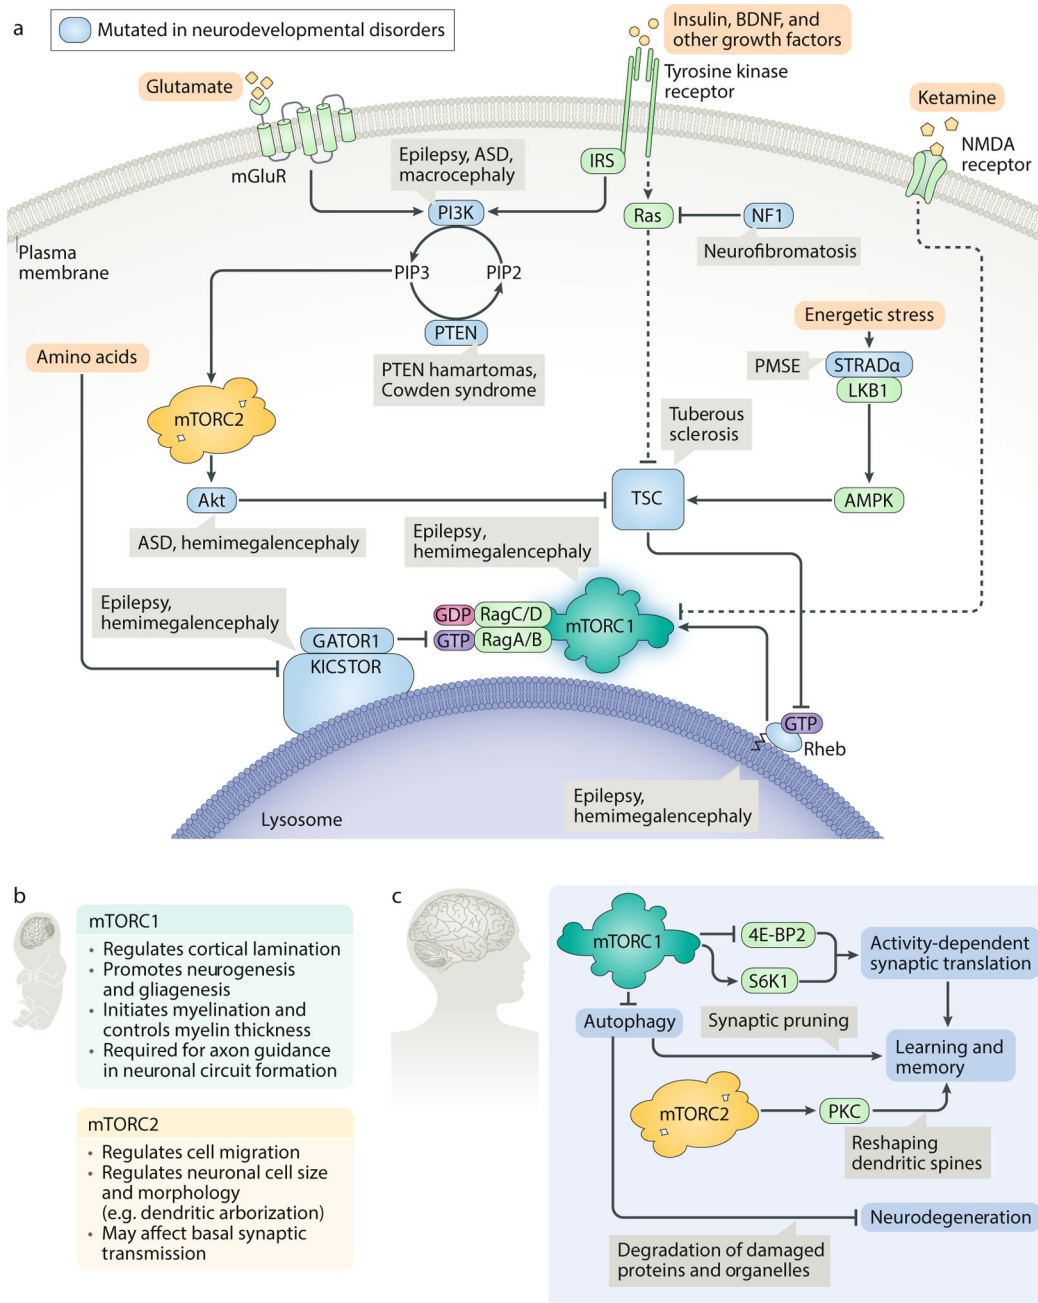 a
Mutated in neurodevelopmental disorders
Insulin, BDNF, and
other growth factors
Glutamate
Tyrosine kinase
receptor
Ketamine
NMDA
receptor
mGluR
Epilepsy, ASD,
macrocephaly
IRS
PI3K
Ras
NF1
Neurofibromatosis
Plasma
membrane
PIP3
PIP2
PTEN
PTEN hamartomas,
Cowden syndrome
Energetic stress
PMSE
STRADα
LKB1
Amino acids
mTORC2
Tuberous
sclerosis
Akt
TSC
AMPK
ASD, hemimegalencephaly
Epilepsy,
hemimegalencephaly
Epilepsy,
hemimegalencephaly
GDP
RagC/D
GTP
RagA/B
mTORC1
GATOR1
KICSTOR
GTP
Rheb
Epilepsy,
hemimegalencephaly
Lysosome
b
mTORC1
• Regulates cortical lamination
• Promotes neurogenesis
and gliagenesis
• Initiates myelination and
controls myelin thickness
• Required for axon guidance
in neuronal circuit formation
mTORC2
• Regulates cell migration
• Regulates neuronal cell size
and morphology
(e.g. dendritic arborization)
• May affect basal synaptic
transmission
c
mTORC1
4E-BP2
S6K1
Activity-dependent
synaptic translation
Autophagy
Synaptic pruning
Learning and
memory
mTORC2
PKC
Reshaping
dendritic spines
Neurodegeneration
Degradation of damaged
proteins and organelles